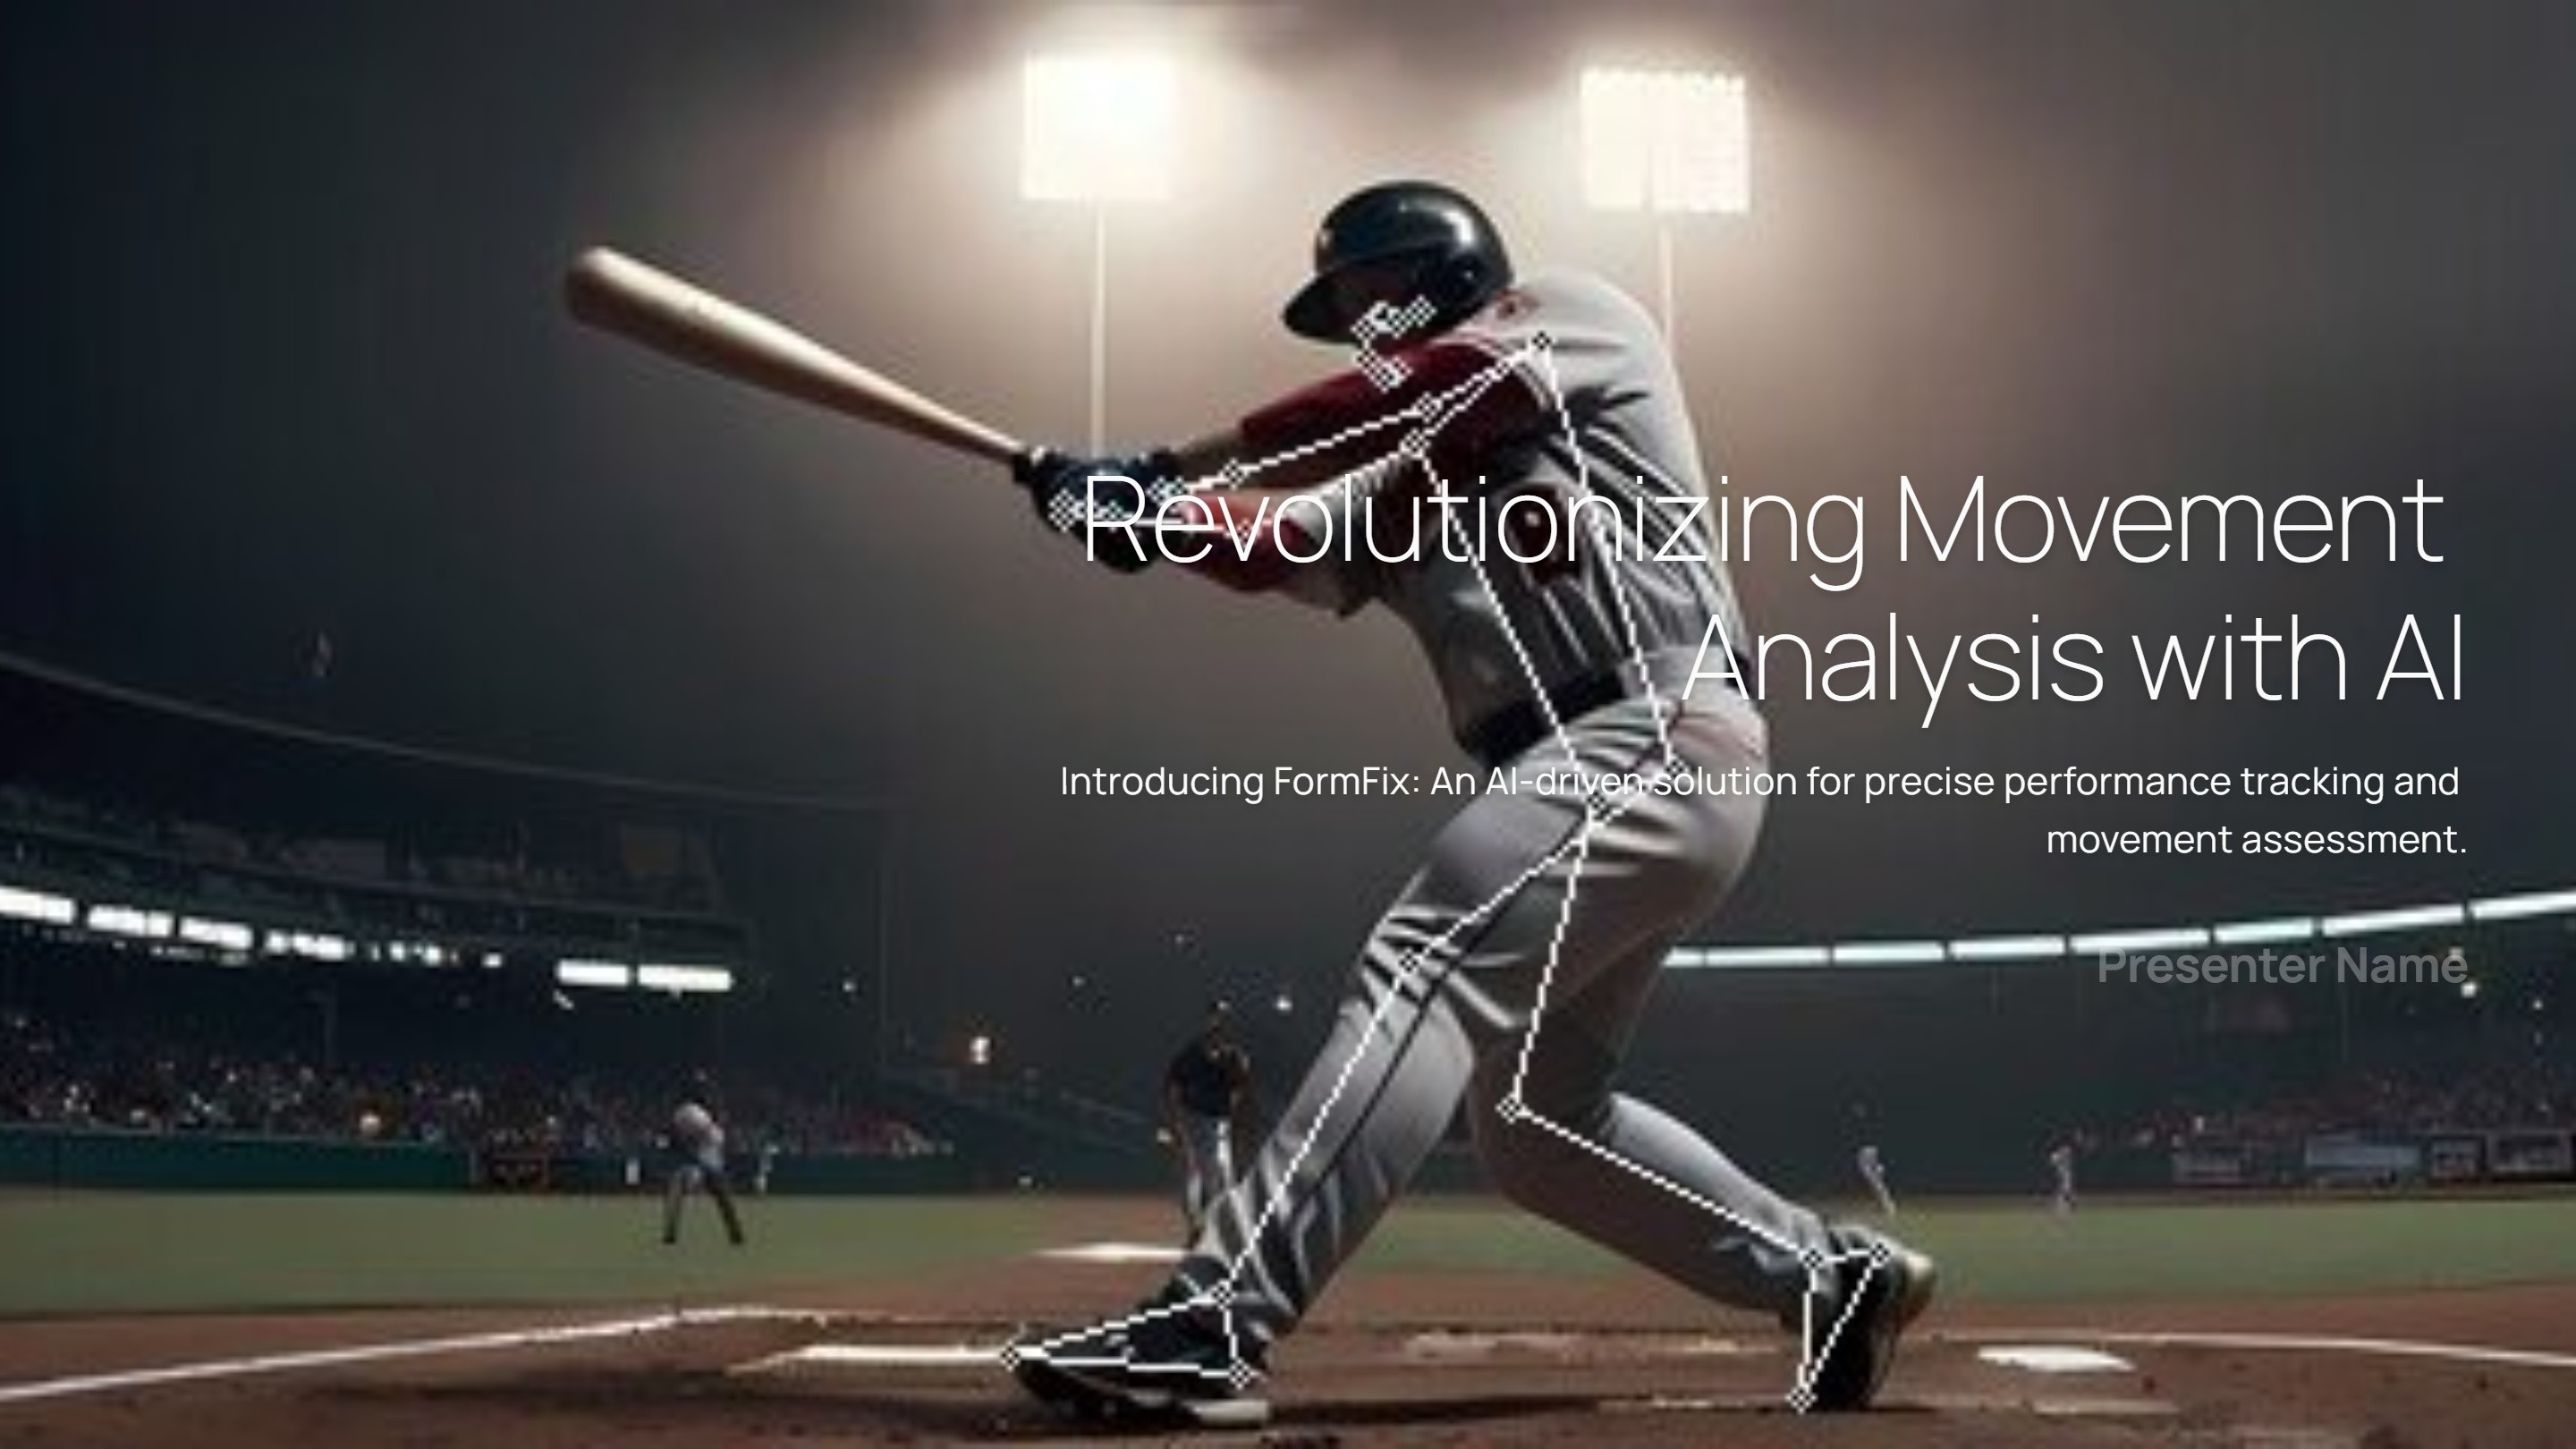 Revolutionizing Movement
Analysis with AI
Introducing FormFix: An AI-driven solution for precise performance tracking and
movement assessment.
Presenter Name